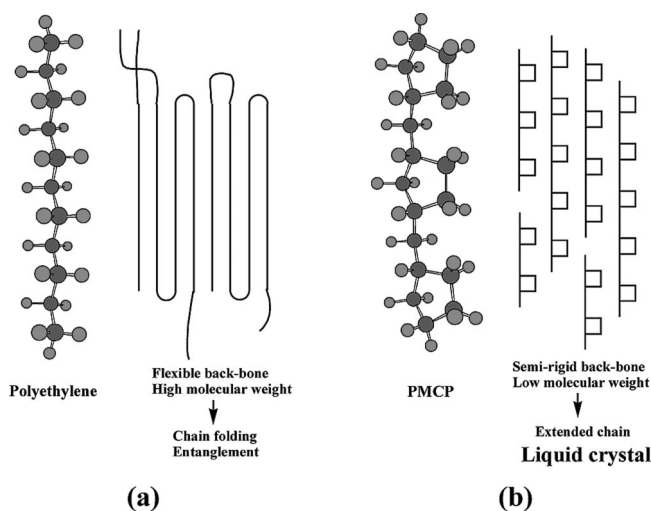 Polyethylene
Flexible back-bone
High molecular weight
Chain folding
Entanglement
(a)
PMCP
Semi-rigid back-bone
Low molecular weight
Extended chain
Liquid crystal
(b)